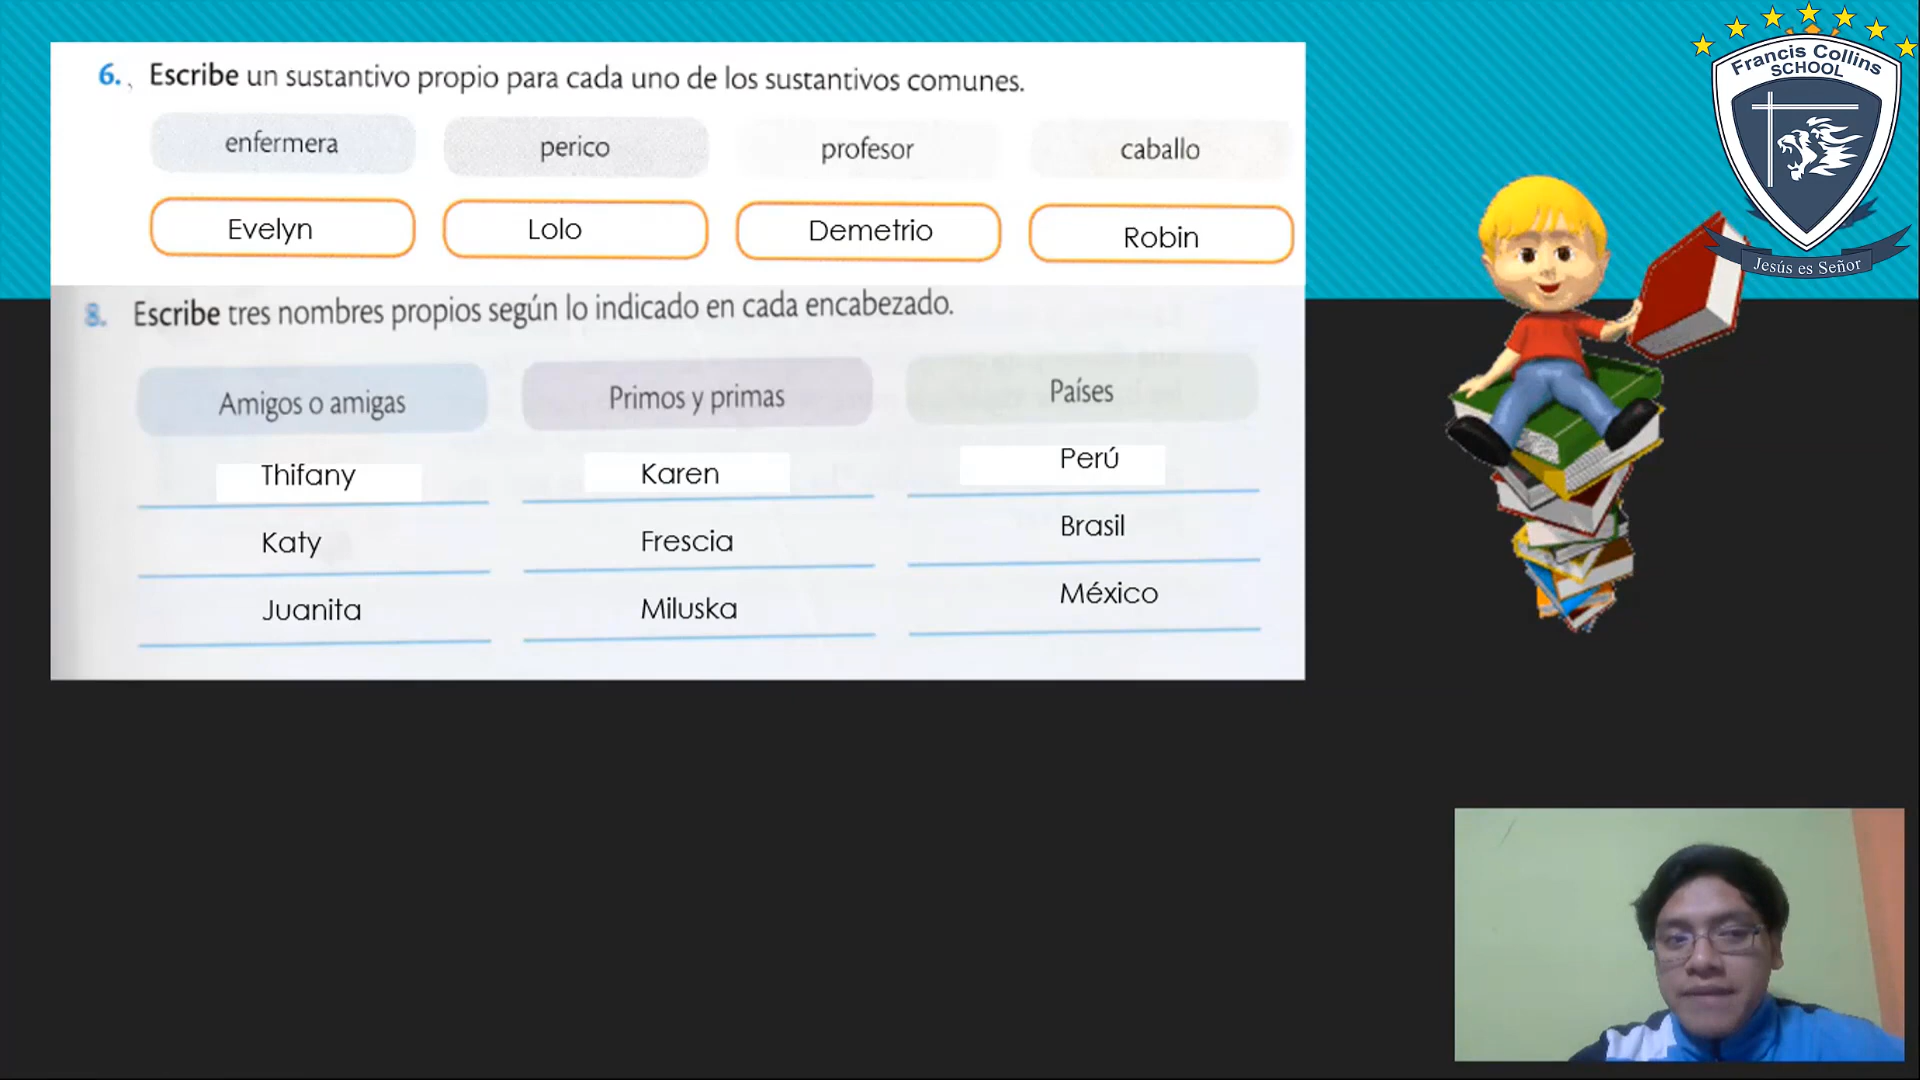 6. Escribe un sustantivo propio para cada uno de los sustantivos comunes.
enfermera perico profesor caballo
Evelyn Lolo Demetrio Robin
8. Escribe tres nombres propios según lo indicado en cada encabezado.
Amigos o amigas Primos y primas Países
Thifany Karen Perú
Katy Frescia Brasil
Juanita Miluska México
Francis Collins
SCHOOL
Jesús es Señor